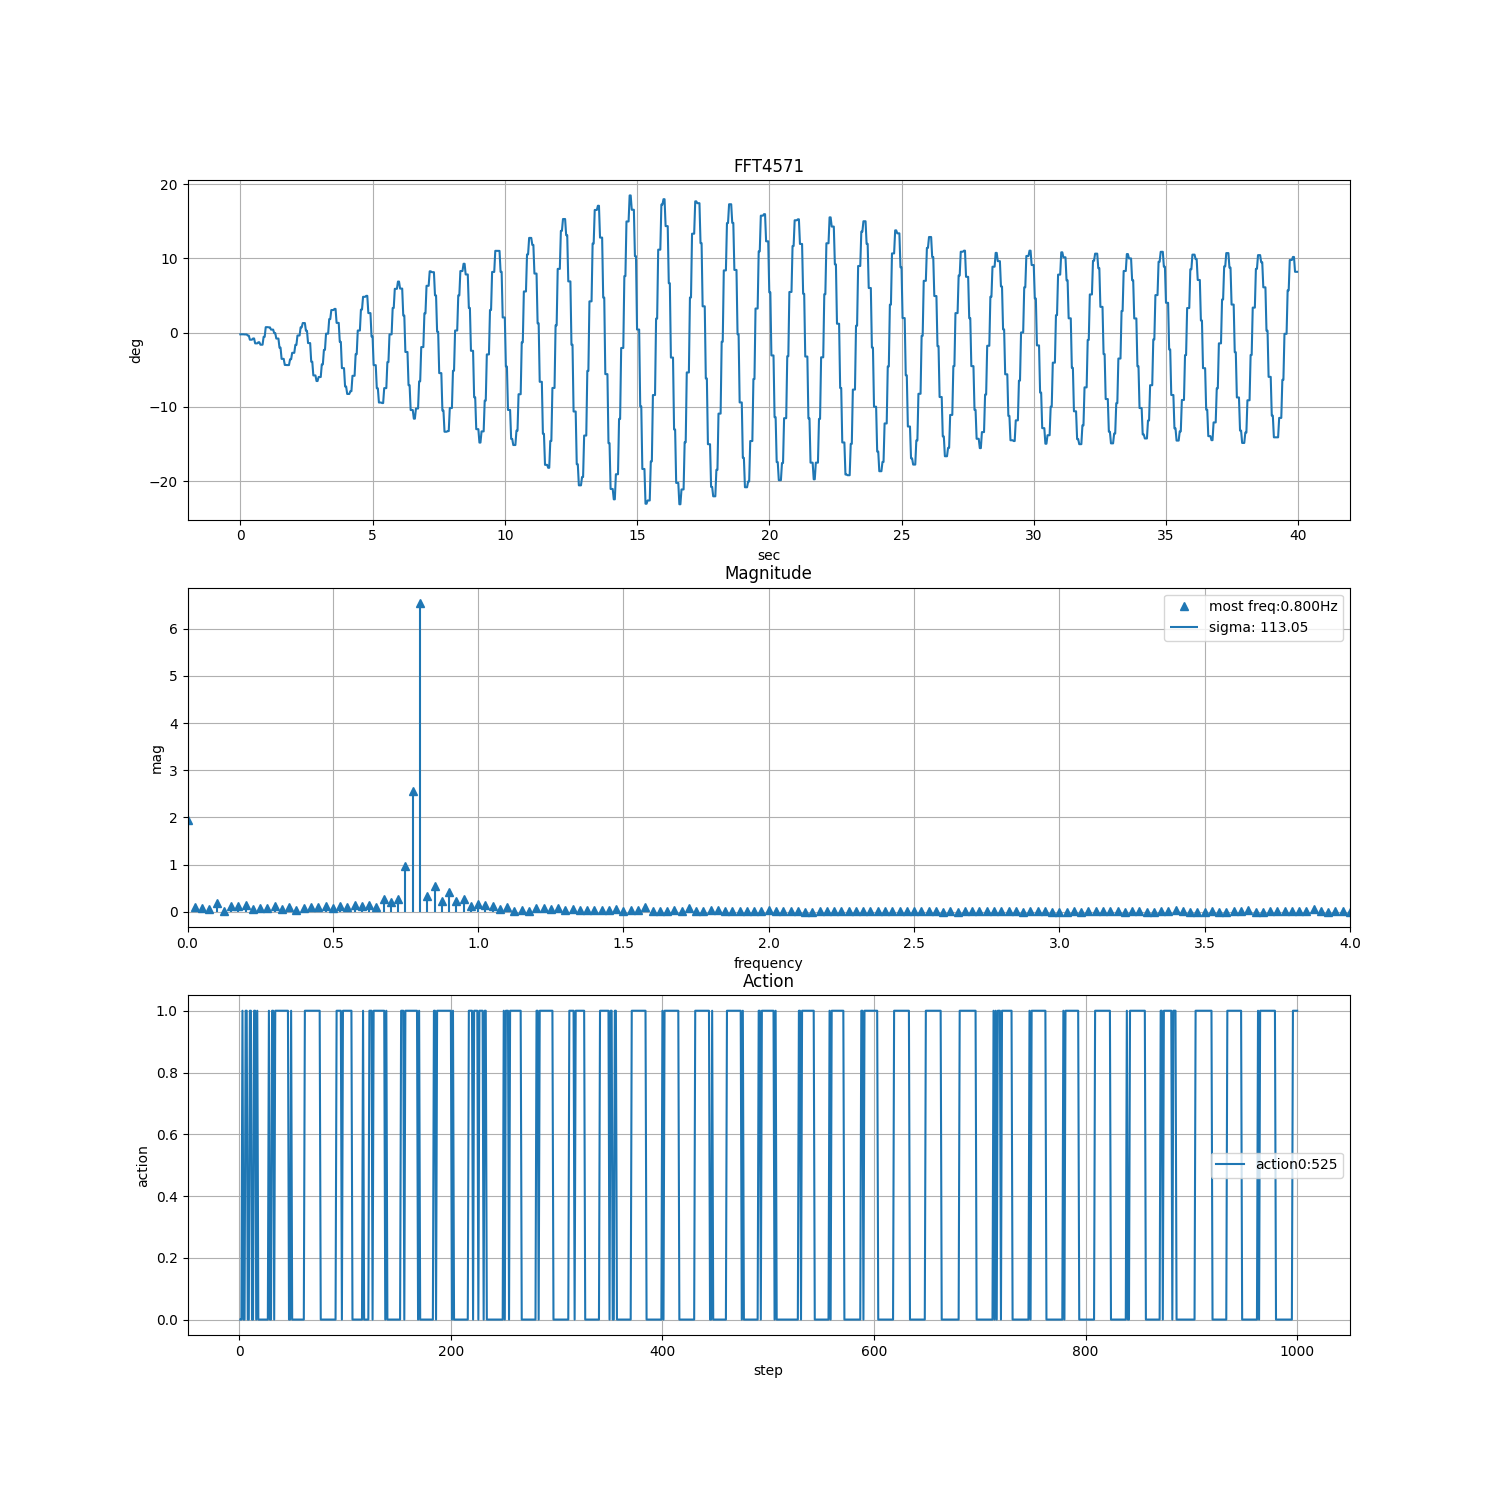 FFT4571
20
10
0
−10
−20
deg
0 5 10 15 20 25 30 35 40
sec
Magnitude
most freq:0.800Hz
sigma: 113.05
6
5
4
3
2
1
0
mag
0.0 0.5 1.0 1.5 2.0 2.5 3.0 3.5 4.0
frequency
Action
1.0
0.8
0.6
0.4
0.2
0.0
action
action0:525
0 200 400 600 800 1000
step